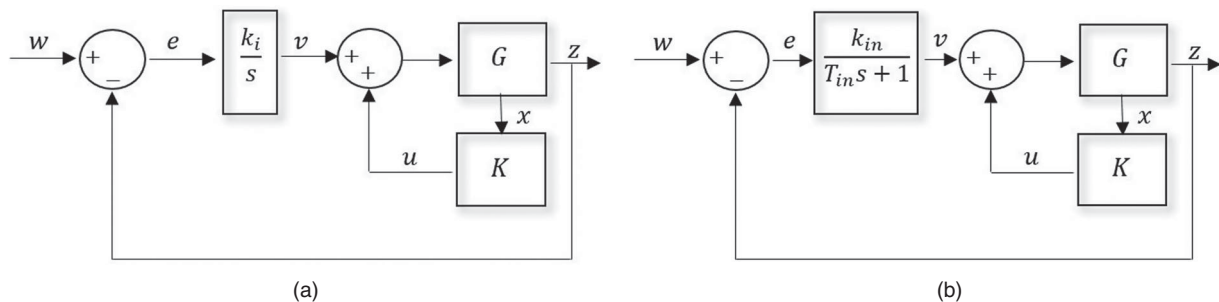 w + − e k_i / s v + + G z x K u
w + − e k_in / T_in s + 1 v + + G z x K u
(a) (b)